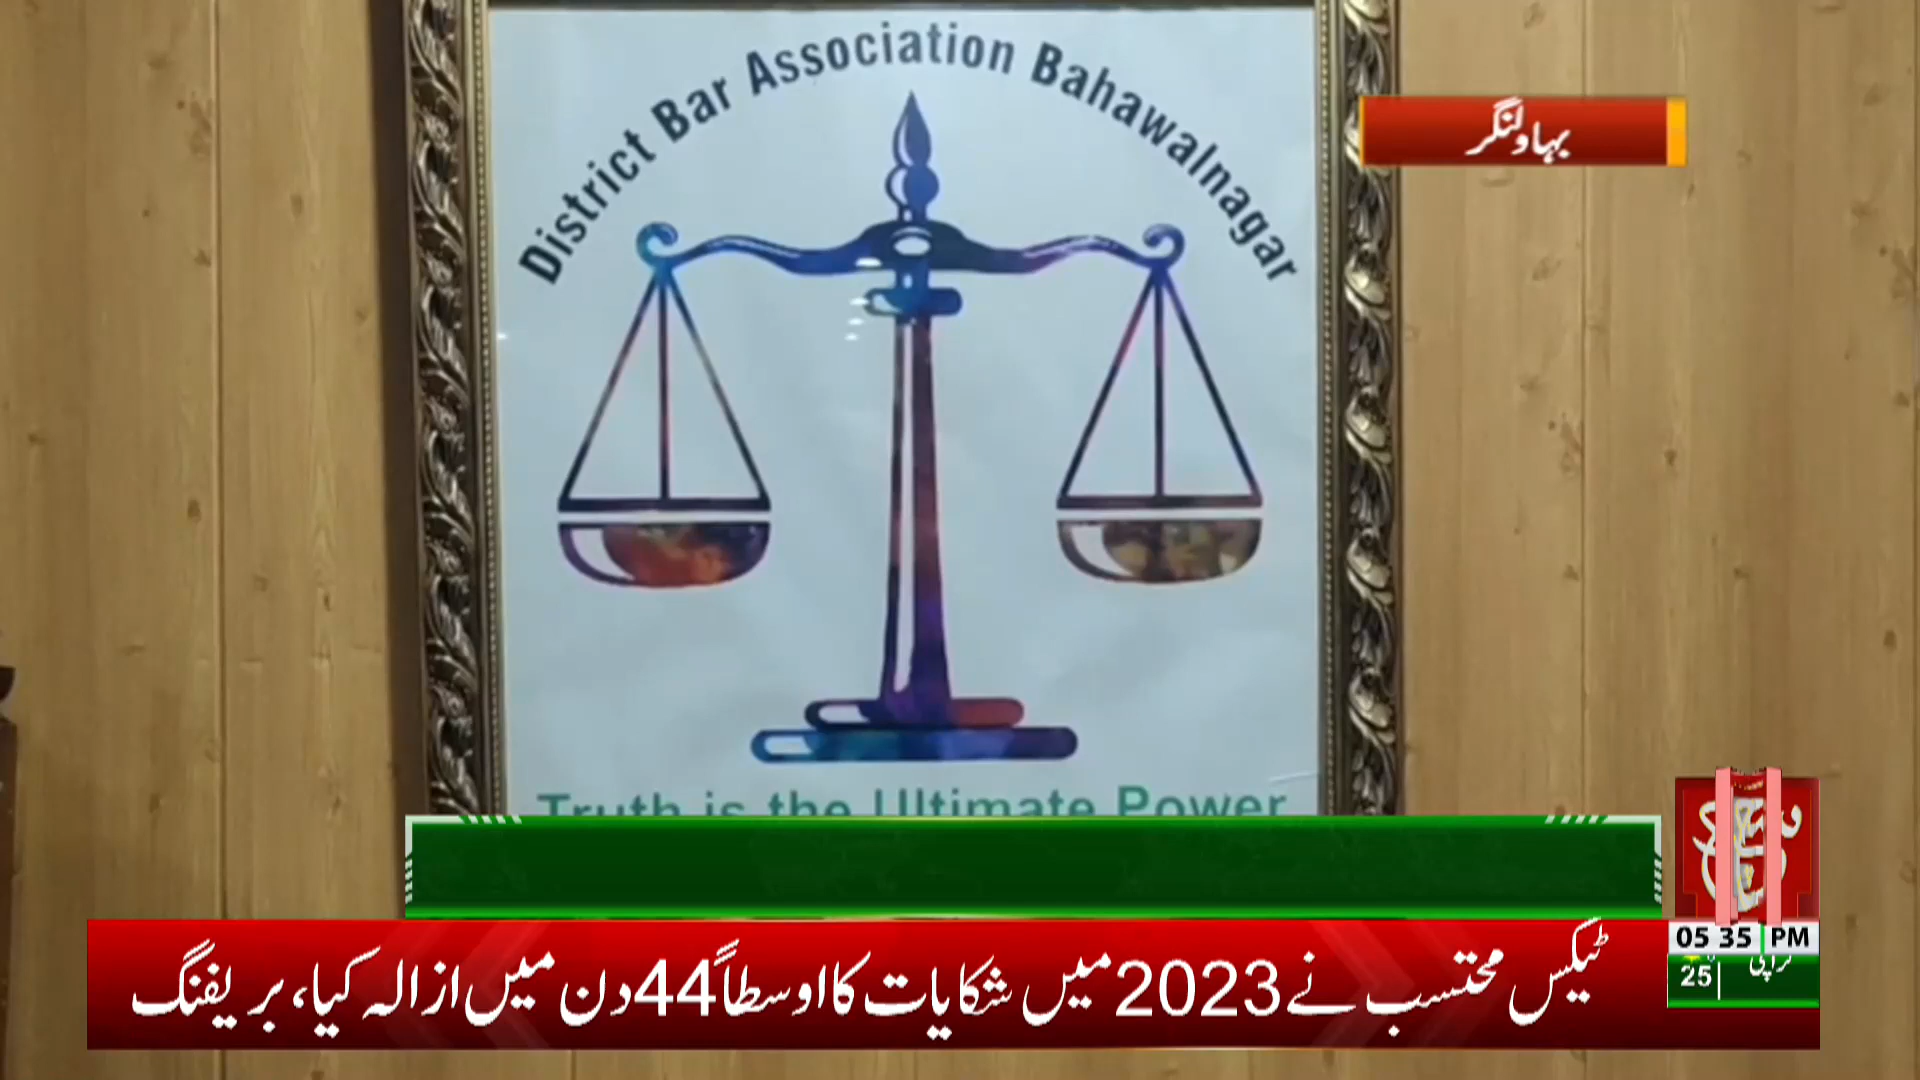 District Bar Association Bahawalnagar
بہاولنگر
Truth is the Ultimate Power
05 35 PM
کراچی
25
ٹیکس محتسب نے 2023 میں شکایات کا اوسطاً 44 دن میں ازالہ کیا، بریفنگ